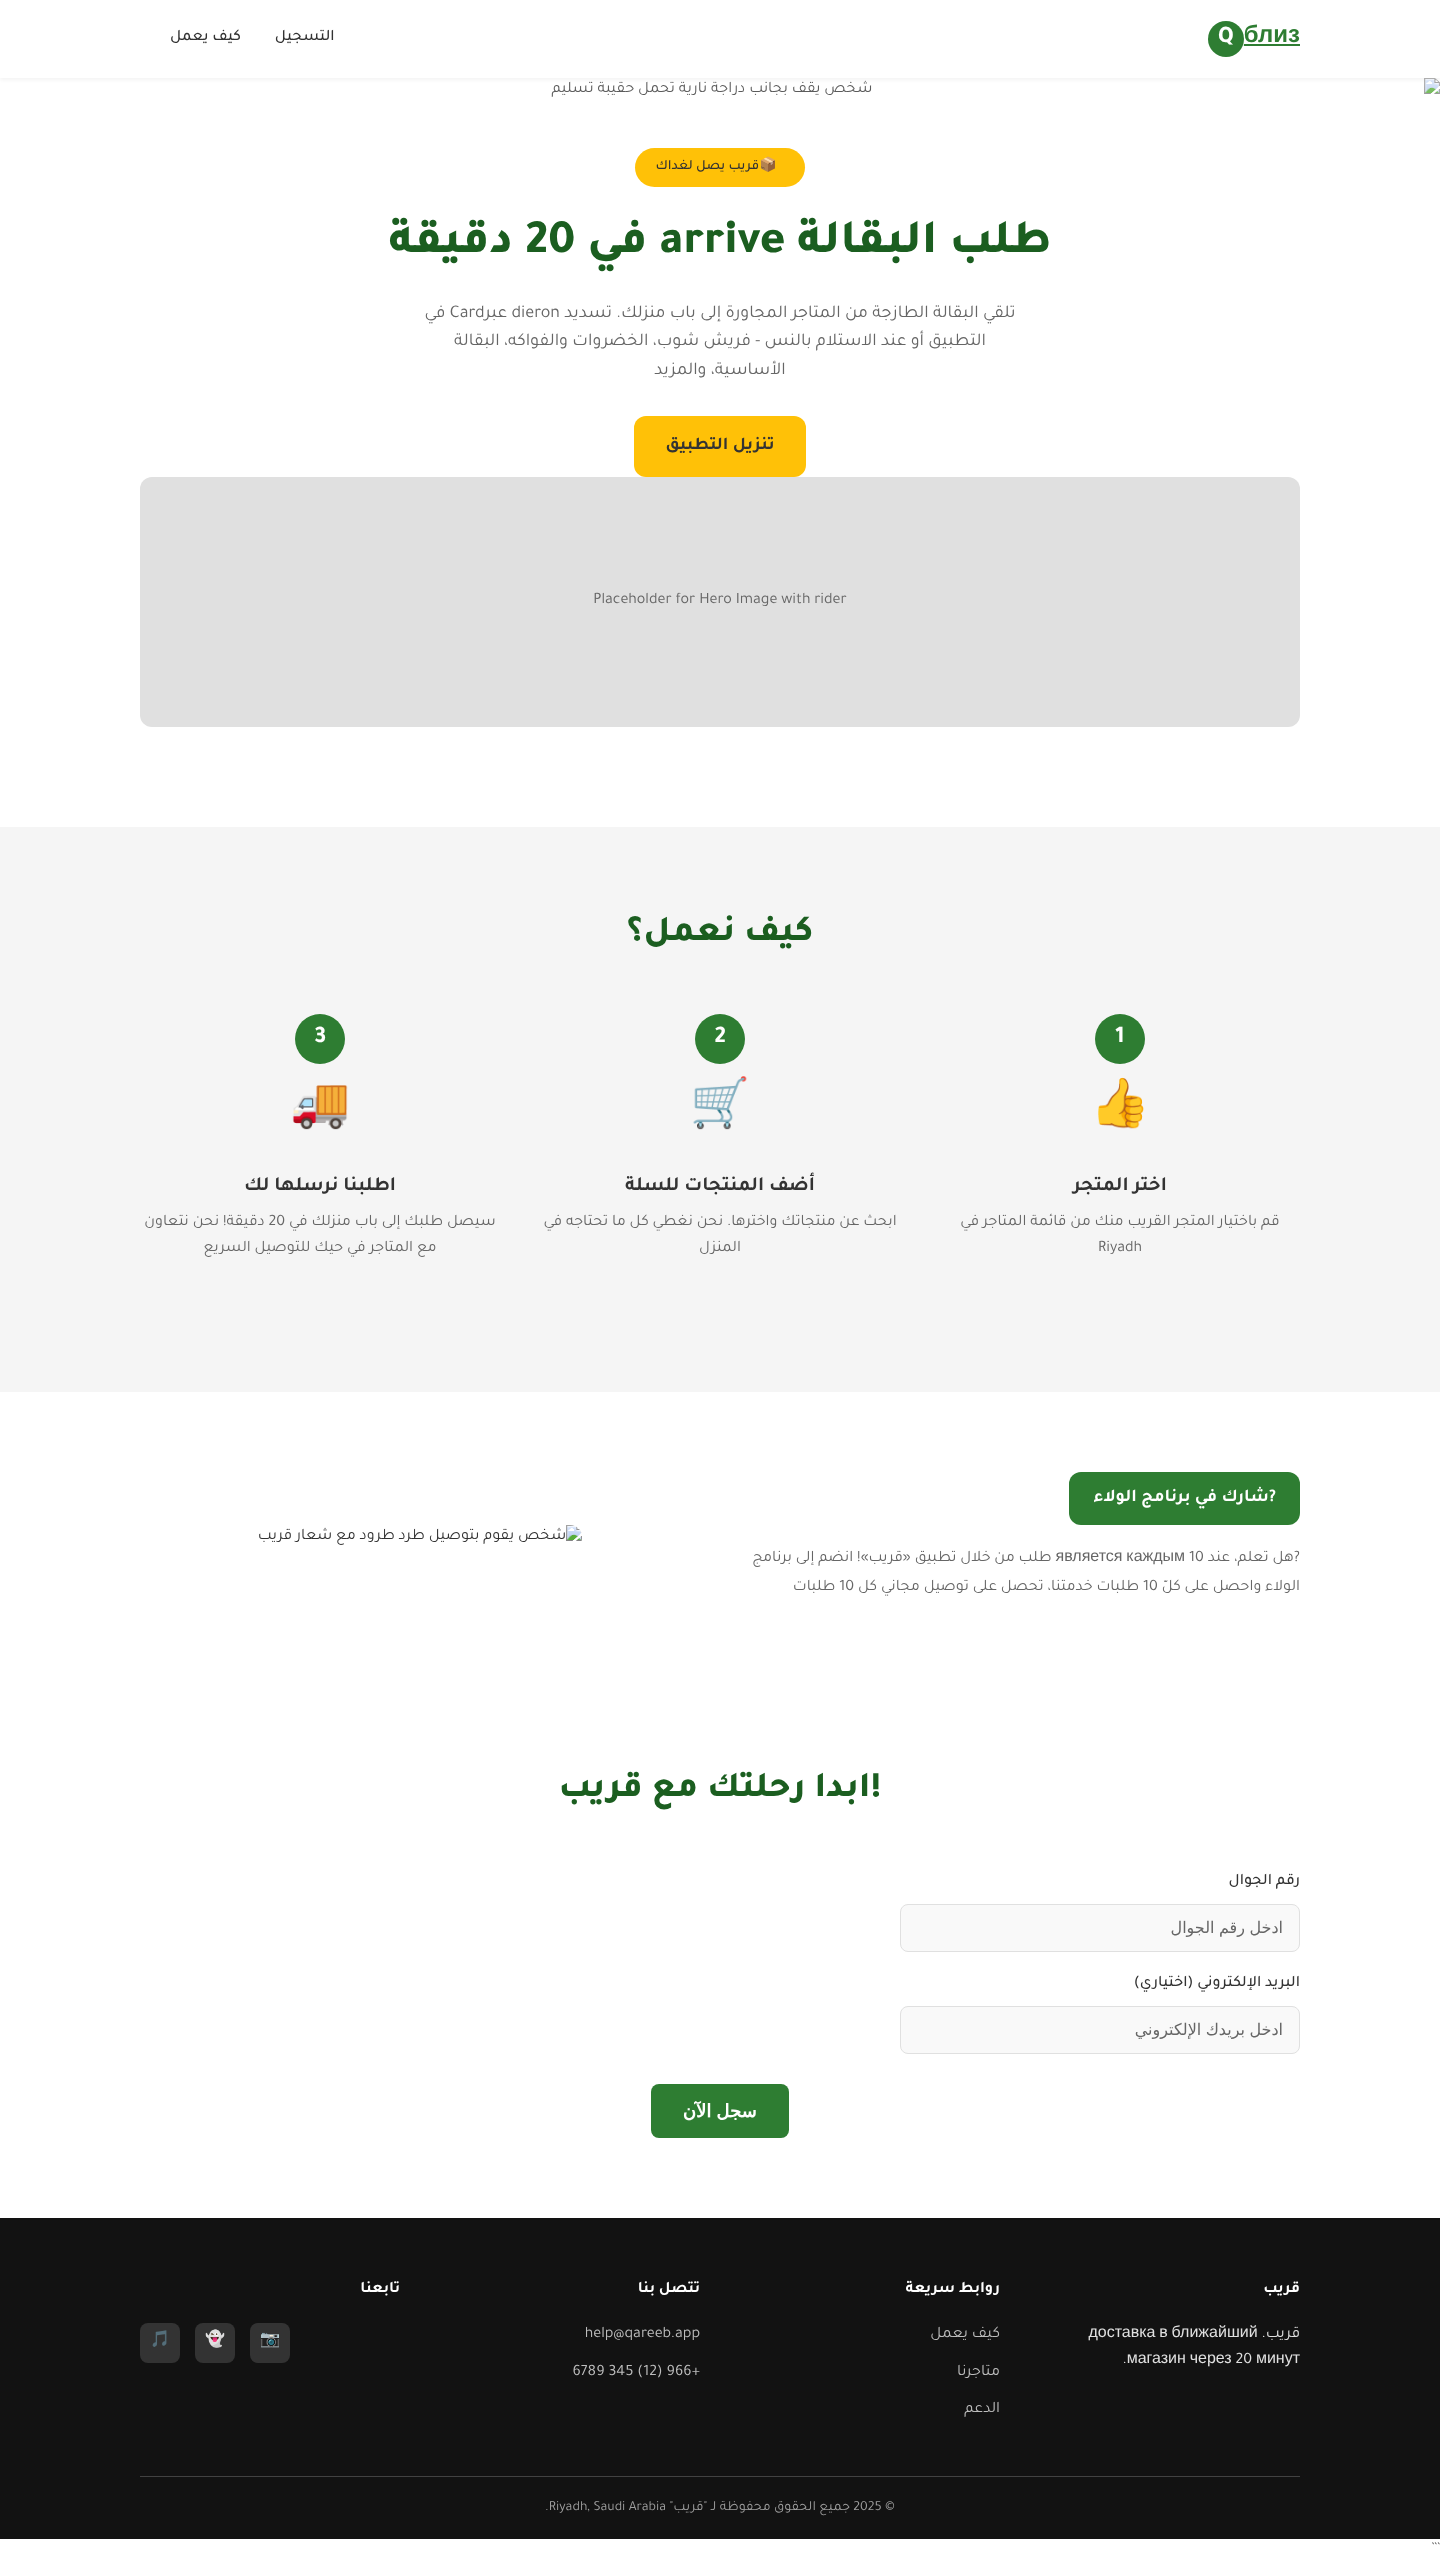 близ Q
التسجيل
كيف يعمل
شخص يقف بجانب دراجة نارية تحمل حقيبة تسليم
📦قريب يصل لغداك
طلب البقالة arrive في 20 دقيقة
تلقي البقالة الطازجة من المتاجر المجاورة إلى باب منزلك. تسديد dieron عبرCard في
التطبيق أو عند الاستلام بالنس - فريش شوب، الخضروات والفواكه، البقالة
الأساسية، والمزيد
تنزيل التطبيق
Placeholder for Hero Image with rider
كيف نعمل؟
1
👍
اختر المتجر
قم باختيار المتجر القريب منك من قائمة المتاجر في
Riyadh
2
🛒
أضف المنتجات للسلة
ابحث عن منتجاتك واخترها. نحن نغطي كل ما تحتاجه في
المنزل
3
🚚
اطلبنا نرسلها لك
سيصل طلبك إلى باب منزلك في 20 دقيقة! نحن نتعاون
مع المتاجر في حيك للتوصيل السريع
?شارك في برنامج الولاء
?هل تعلم، عند 10 является каждым طلب من خلال تطبيق «قريب»! انضم إلى برنامج
الولاء واحصل على كلّ 10 طلبات خدمتنا، تحصل على توصيل مجاني كل 10 طلبات
شخص يقوم بتوصيل طرد طرود مع شعار قريب
!ابدا رحلتك مع قريب
رقم الجوال
ادخل رقم الجوال
البريد الإلكتروني (اختياري)
ادخل بريدك الإلكتروني
سجل الآن
قريب
قريب. доставка в ближайший
магазин через 20 минут.
روابط سريعة
كيف يعمل
متاجرنا
الدعم
تتصل بنا
help@qareeb.app
+966 (12) 345 6789
تابعنا
📷 👻 🎵
© 2025 جميع الحقوق محفوظة لـ "قريب" Riyadh, Saudi Arabia.
```